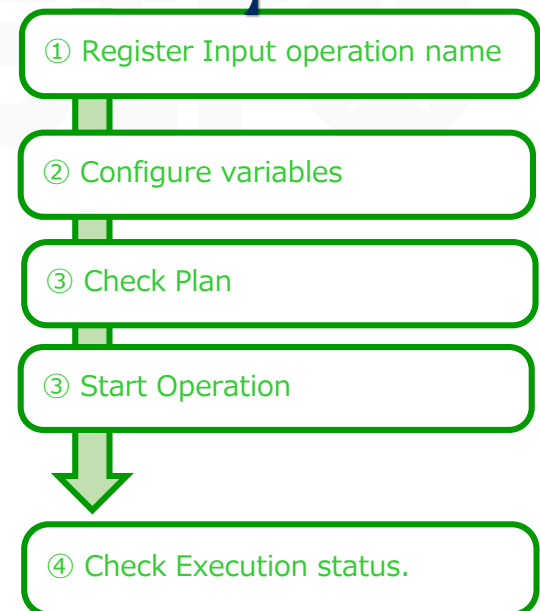 ① Register Input operation name
② Configure variables
③ Check Plan
③ Start Operation
④ Check Execution status.